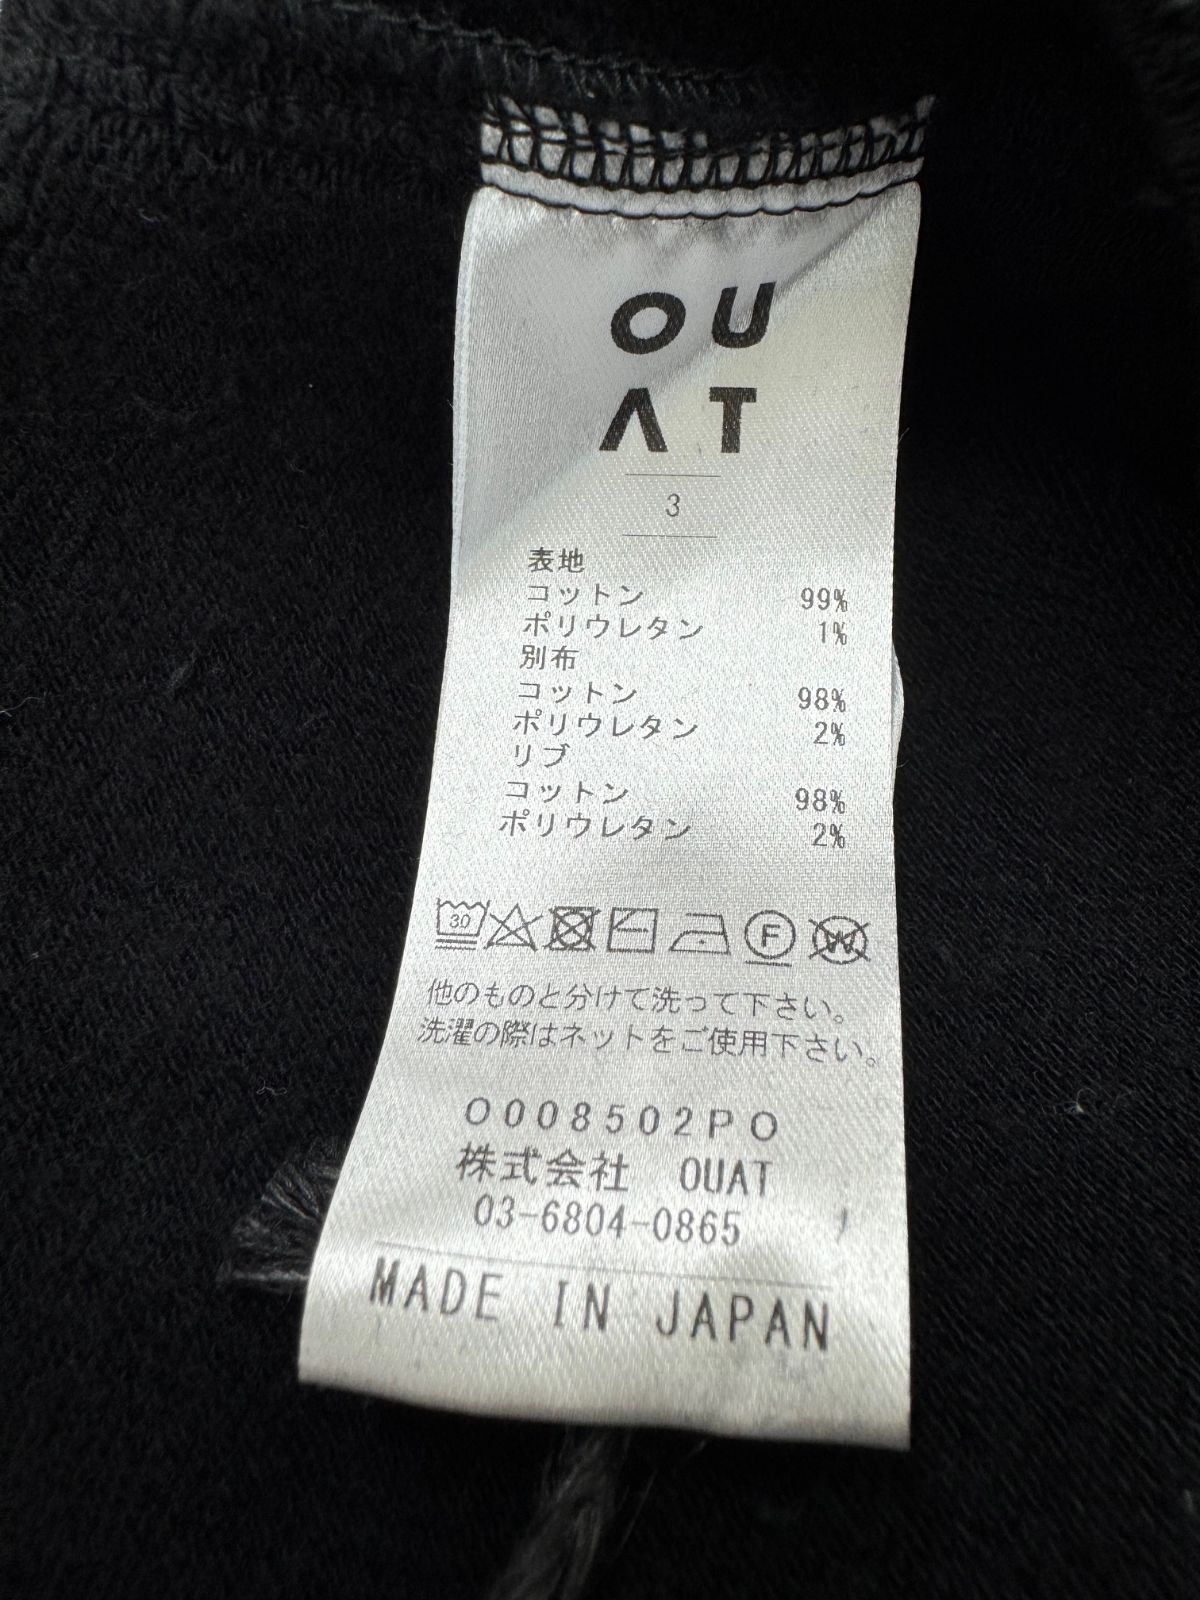 OU
AT
3
表地
コットン 99%
ポリウレタン 1%
別布
コットン 98%
ポリウレタン 2%
リブ
コットン 98%
ポリウレタン 2%
30 F W
他のものと分けて洗って下さい。
洗濯の際はネットをご使用下さい。
O008502PO
株式会社 OUAT
03-6804-0865
MADE IN JAPAN